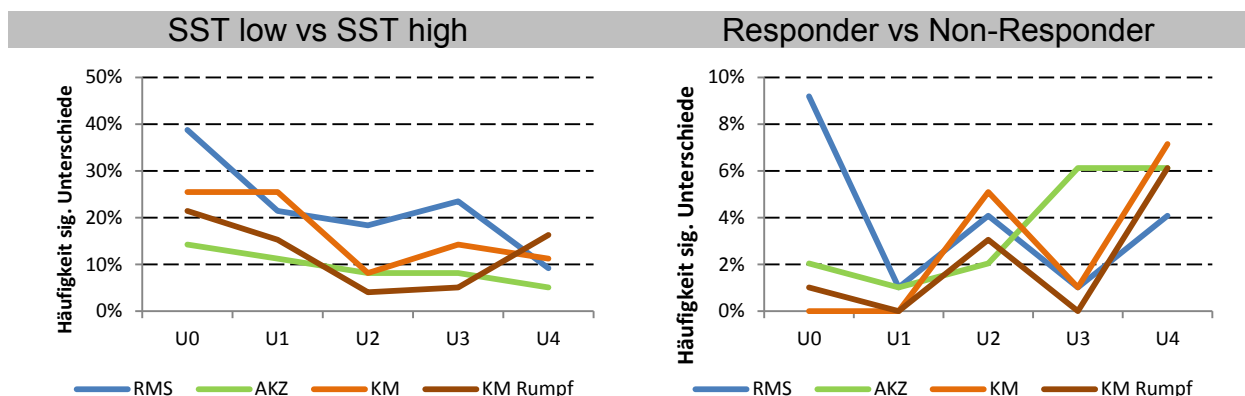 SST low vs SST high
Häufigkeit sig. Unterschiede
50%
40%
30%
20%
10%
0%
U0 U1 U2 U3 U4
RMS AKZ KM KM Rumpf
Responder vs Non-Responder
Häufigkeit sig. Unterschiede
10%
8%
6%
4%
2%
0%
U0 U1 U2 U3 U4
RMS AKZ KM KM Rumpf